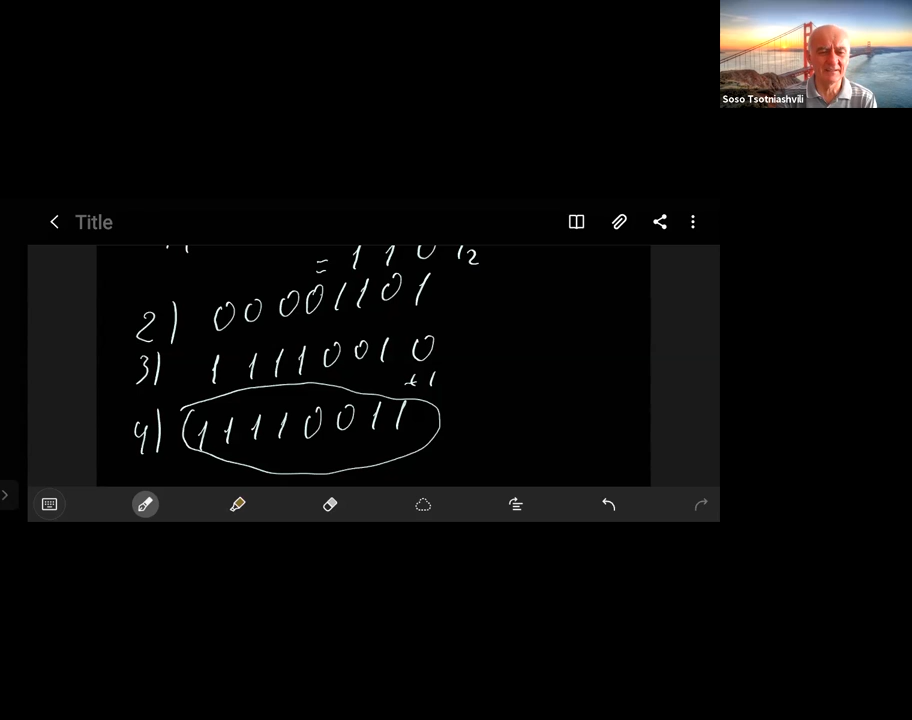 Soso Tsotniashvili
Title
= 1 1 0 1₂
2) 0 0 0 0 1 1 0 1
3) 1 1 1 1 0 0 1 0
+ 1
4) 1 1 1 1 0 0 1 1